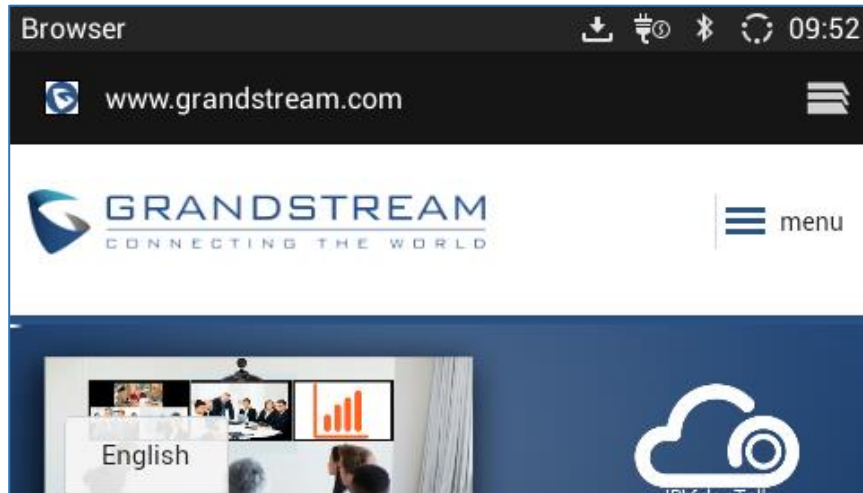 Browser 09:52
www.grandstream.com
GRANDSTREAM
CONNECTING THE WORLD
menu
English